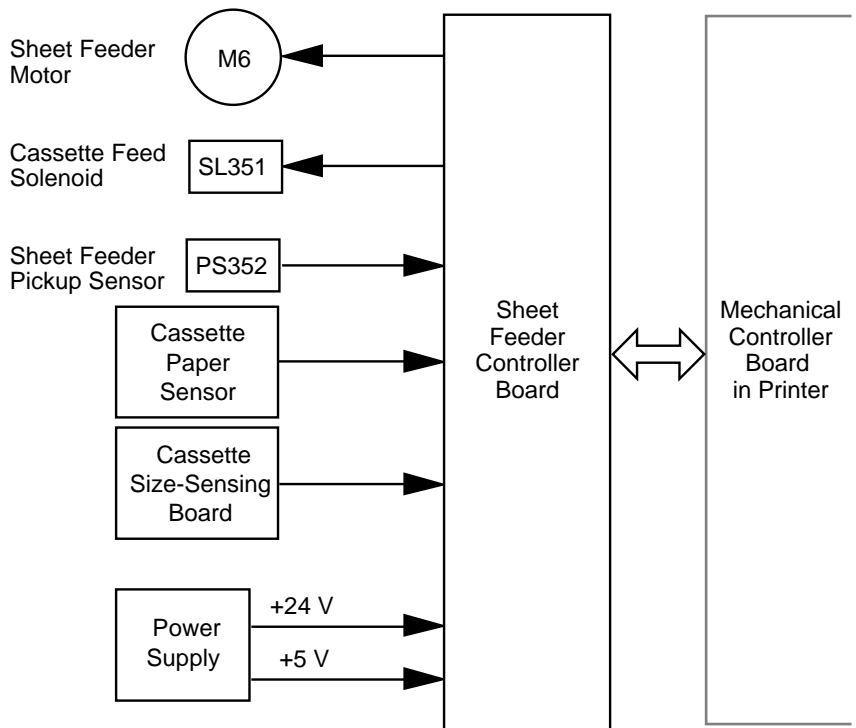 Sheet Feeder
Motor
M6
Cassette Feed
Solenoid
SL351
Sheet Feeder
Pickup Sensor
PS352
Cassette
Paper
Sensor
Cassette
Size-Sensing
Board
Power
Supply
+24 V
+5 V
Sheet
Feeder
Controller
Board
Mechanical
Controller
Board
in Printer